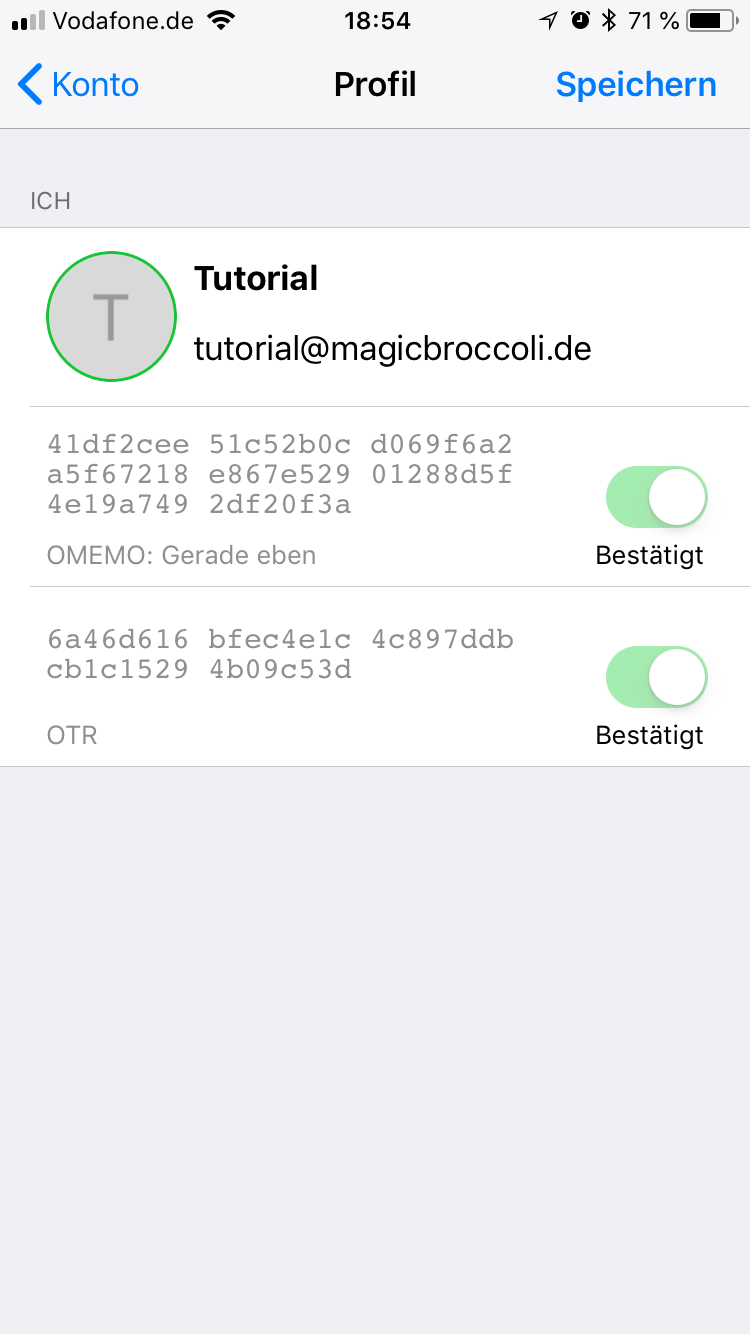 Vodafone.de 18:54 71 %
Konto Profil Speichern
ICH
T
Tutorial
tutorial@magicbroccoli.de
41df2cee 51c52b0c d069f6a2
a5f67218 e867e529 01288d5f
4e19a749 2df20f3a
OMEMO: Gerade eben
Bestätigt
6a46d616 bfec4e1c 4c897ddb
cb1c1529 4b09c53d
OTR
Bestätigt